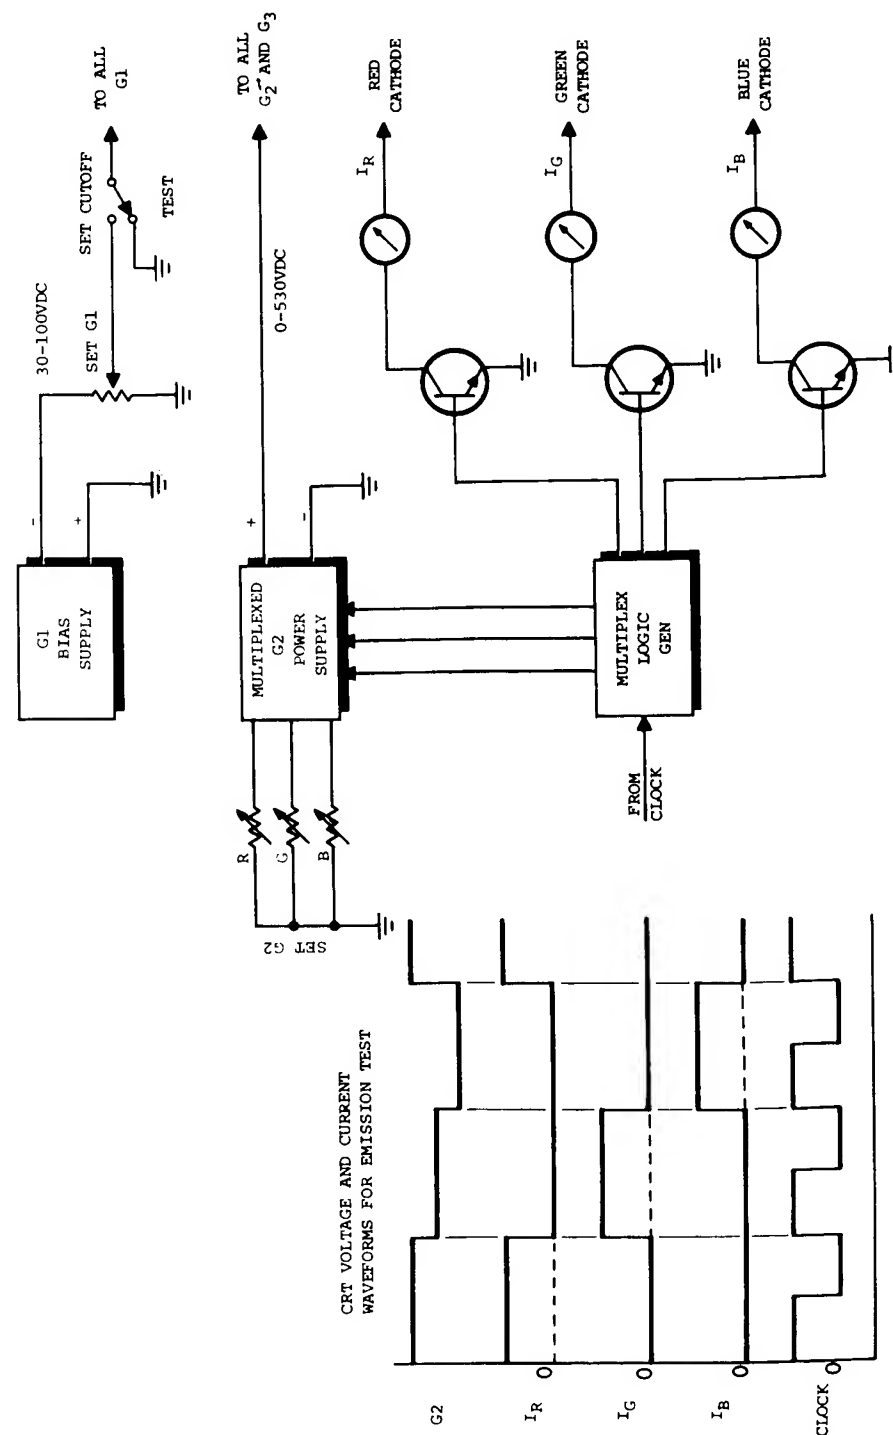 G1
BIAS
SUPPLY
-
+
30-100VDC
SET G1
SET CUTOFF
TEST
TO ALL
G1
SET G2
R
G
B
MULTIPLEXED
G2
POWER
SUPPLY
+
-
0-530VDC
TO ALL
G2 AND G3
FROM
CLOCK
MULTIPLEX
LOGIC
GEN
IR
RED
CATHODE
IG
GREEN
CATHODE
IB
BLUE
CATHODE
CRT VOLTAGE AND CURRENT
WAVEFORMS FOR EMISSION TEST
G2
IR
0
IG
0
IB
0
CLOCK
0